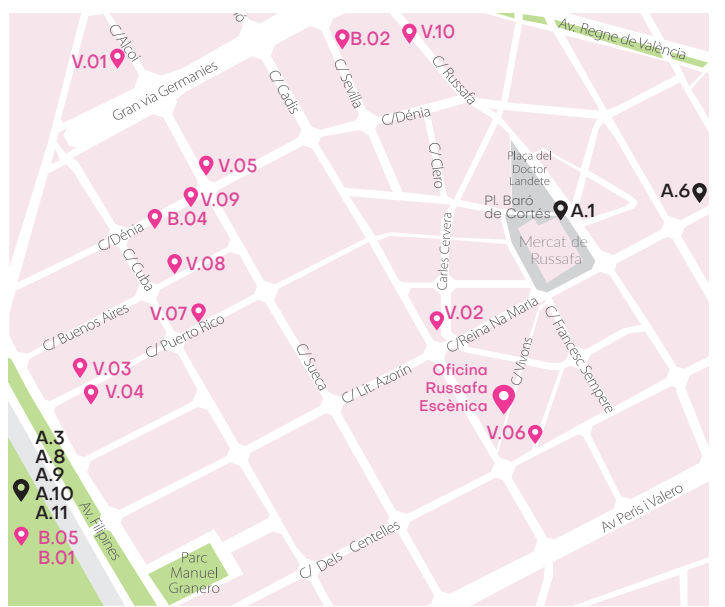 C/Alcoi
ó
V.01
Gran via Germanies
C/ Cadis
B.02
C/ Sevilla
V.10
C/ Russafa
Av. Regne de València
C/Dénia
C/ Clero
V.05
V.09
B.04
C/Dénia
C/ Cuba
V.08
Plaça del
Doctor
Landete
Pl. Baró
de Cortés
A.1
A.6
Mercat de
Russafa
Carles Cervera
V.07
C/ Buenos Aires
C/ Puerto Rico
V.02
C/Reina Na Maria
V.03
V.04
C/ Sueca
C/ Lit. Azorin
C/Vivons
C/ Francesc Sempere
Oficina
Russafa
Escènica
V.06
A.3
A.8
A.9
A.10
A.11
B.05
B.01
Av. Filipines
Parc
Manuel
Granero
C/ Dels Centelles
Av Peris i Valero